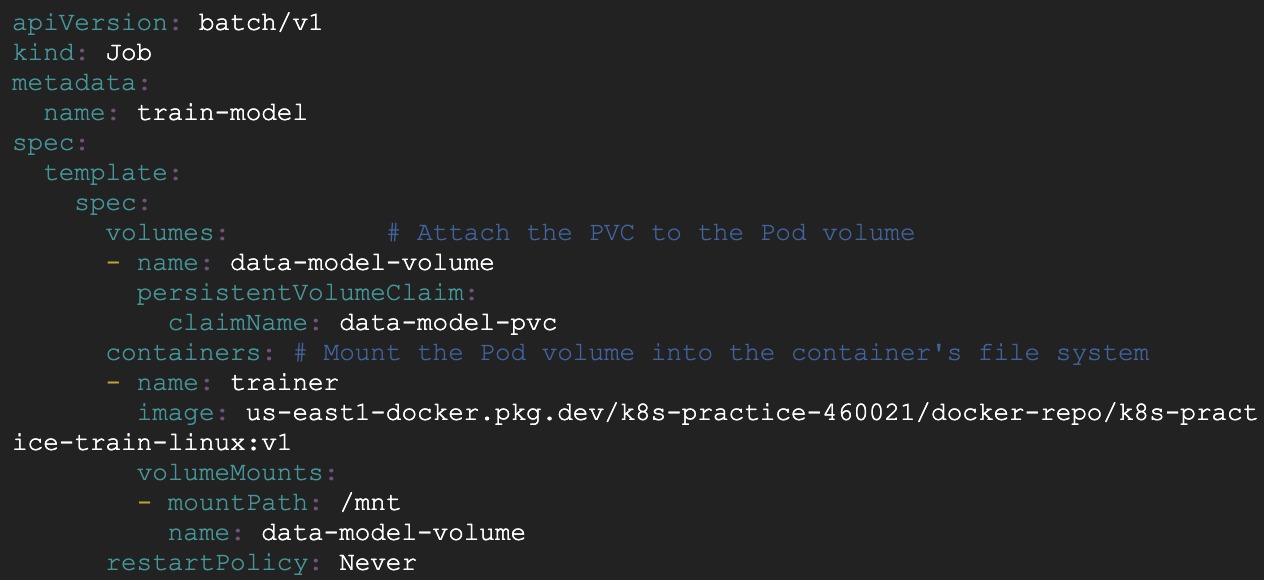 apiVersion: batch/v1
kind: Job
metadata:
  name: train-model
spec:
  template:
    spec:
      volumes:          # Attach the PVC to the Pod volume
      - name: data-model-volume
        persistentVolumeClaim:
          claimName: data-model-pvc
      containers: # Mount the Pod volume into the container's file system
      - name: trainer
        image: us-east1-docker.pkg.dev/k8s-practice-460021/docker-repo/k8s-pract
ice-train-linux:v1
        volumeMounts:
        - mountPath: /mnt
          name: data-model-volume
      restartPolicy: Never